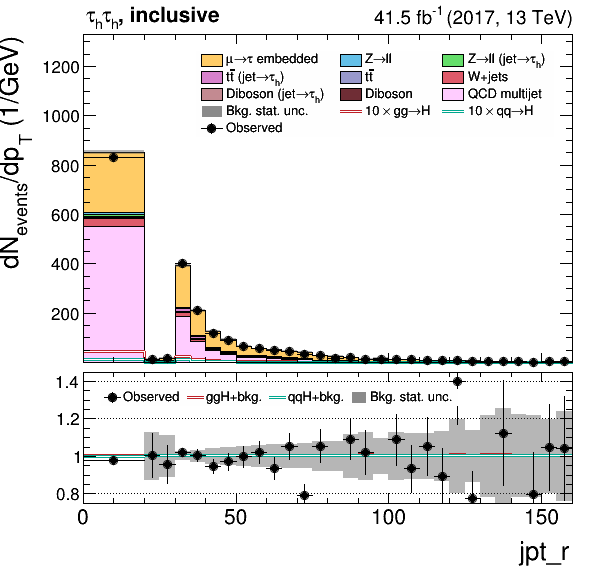 τhτh, inclusive
41.5 fb⁻¹ (2017, 13 TeV)
dNevents/dpT (1/GeV)
1200
1000
800
600
400
200
μ→τ embedded
Z→ll
Z→ll (jet→τh)
tt̄ (jet→τh)
tt̄
W+jets
Diboson (jet→τh)
Diboson
QCD multijet
Bkg. stat. unc.
10×gg→H
10×qq→H
Observed
1.4
1.2
1
0.8
Observed
ggH+bkg.
qqH+bkg.
Bkg. stat. unc.
0
50
100
150
jpt_r